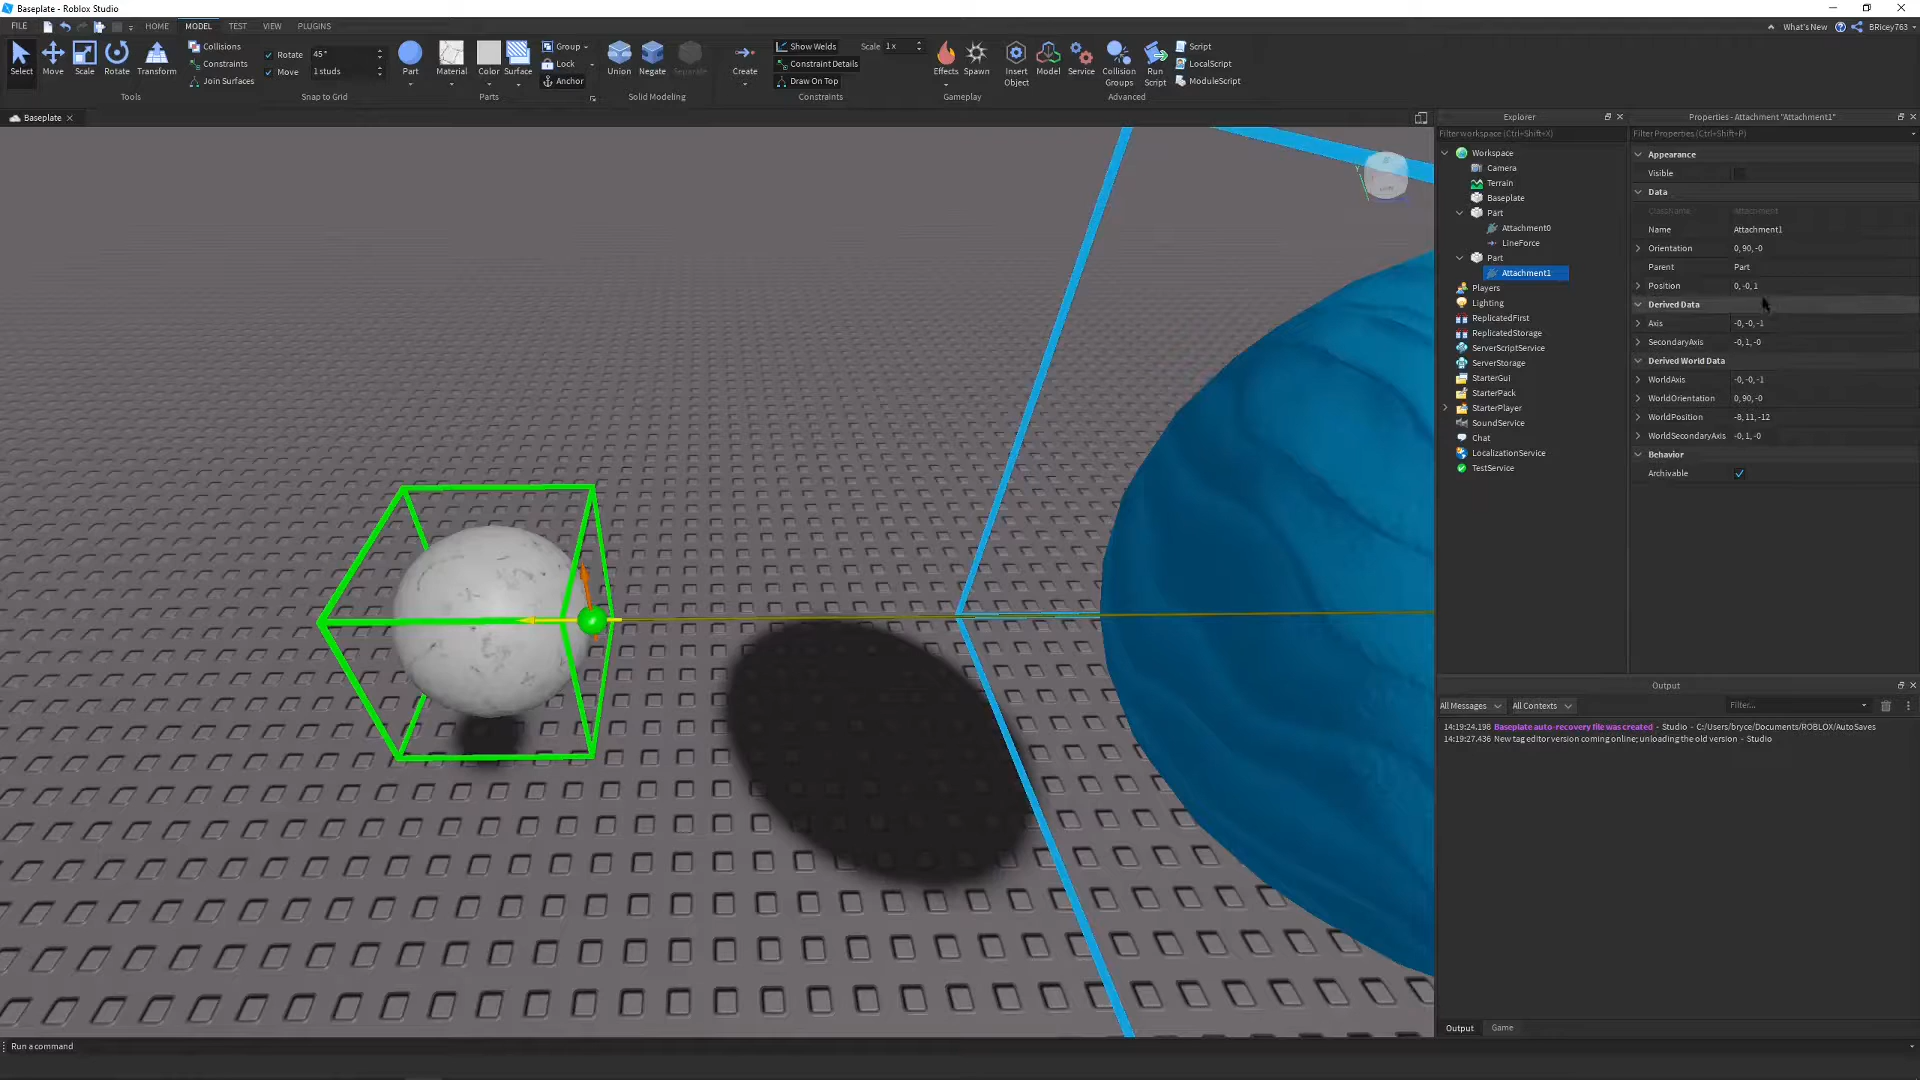 Baseplate - Roblox Studio
FILE HOME MODEL TEST VIEW PLUGINS
What's New BRicey763
Select Move Scale Rotate Transform
Collisions
Constraints
Join Surfaces
Tools
Rotate 45°
Move 1 studs
Snap to Grid
Part Material Color Surface
Group
Lock
Anchor
Parts
Union Negate Separate
Solid Modeling
Create
Show Welds
Constraint Details
Draw On Top
Scale 1x
Constraints
Effects Spawn
Gameplay
Insert Object
Model
Service
Collision Groups
Run Script
Script
LocalScript
ModuleScript
Advanced
Baseplate
Explorer
Filter workspace (Ctrl+Shift+X)
Workspace
Camera
Terrain
Baseplate
Part
Attachment0
LineForce
Part
Attachment1
Players
Lighting
ReplicatedFirst
ReplicatedStorage
ServerScriptService
ServerStorage
StarterGui
StarterPack
StarterPlayer
SoundService
Chat
LocalizationService
TestService
Properties - Attachment "Attachment1"
Filter Properties (Ctrl+Shift+P)
Appearance
Visible
Data
ClassName Attachment
Name Attachment1
Orientation 0, 90, -0
Parent Part
Position 0, -0, 1
Derived Data
Axis -0, -0, -1
SecondaryAxis -0, 1, -0
Derived World Data
WorldAxis -0, -0, -1
WorldOrientation 0, 90, -0
WorldPosition -8, 11, -12
WorldSecondaryAxis -0, 1, -0
Behavior
Archivable
Output
All Messages All Contexts Filter...
14:19:24.198 Baseplate auto-recovery file was created - Studio - C:/Users/bryce/Documents/ROBLOX/AutoSaves
14:19:27.436 New tag editor version coming online; unloading the old version - Studio
Output Game
Run a command